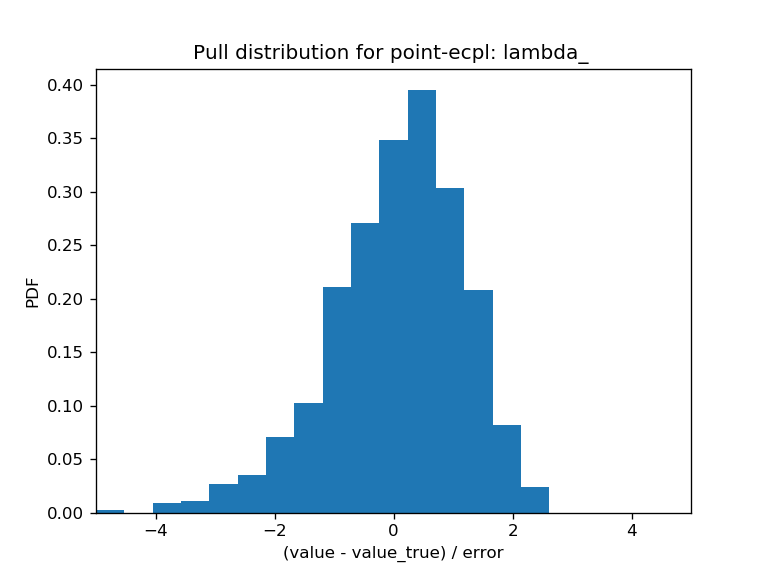 Pull distribution for point-ecpl: lambda_
0.40
0.35
0.30
0.25
0.20
0.15
0.10
0.05
0.00
PDF
−4 −2 0 2 4
(value - value_true) / error